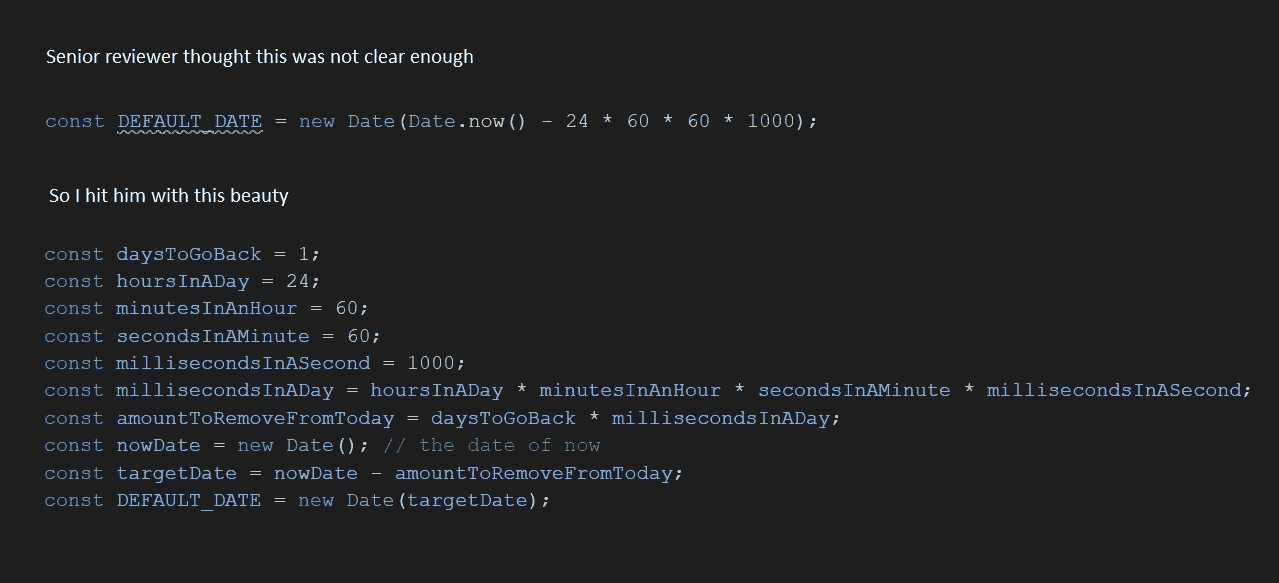 Senior reviewer thought this was not clear enough
const DEFAULT_DATE = new Date(Date.now() - 24 * 60 * 60 * 1000);
So I hit him with this beauty
const daysToGoBack = 1;
const hoursInADay = 24;
const minutesInAnHour = 60;
const secondsInAMinute = 60;
const millisecondsInASecond = 1000;
const millisecondsInADay = hoursInADay * minutesInAnHour * secondsInAMinute * millisecondsInASecond;
const amountToRemoveFromToday = daysToGoBack * millisecondsInADay;
const nowDate = new Date(); // the date of now
const targetDate = nowDate - amountToRemoveFromToday;
const DEFAULT_DATE = new Date(targetDate);